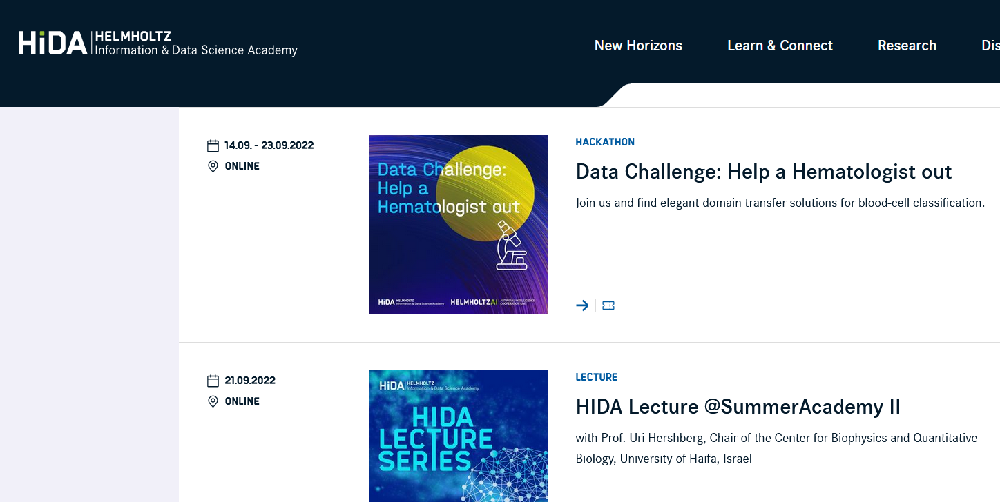 HiDA HELMHOLTZ
Information & Data Science Academy
New Horizons
Learn & Connect
Research
Dis
14.09. - 23.09.2022
ONLINE
Data Challenge:
Help a
Hematologist out
HiDA HELMHOLTZ
Information & Data Science Academy
HELMHOLTZAI ARTIFICIAL INTELLIGENCE
COOPERATION UNIT
HACKATHON
Data Challenge: Help a Hematologist out
Join us and find elegant domain transfer solutions for blood-cell classification.
21.09.2022
ONLINE
HiDA HELMHOLTZ
Information & Data Science Academy
HIDA
LECTURE
SERIES
LECTURE
HIDA Lecture @SummerAcademy II
with Prof. Uri Hershberg, Chair of the Center for Biophysics and Quantitative
Biology, University of Haifa, Israel